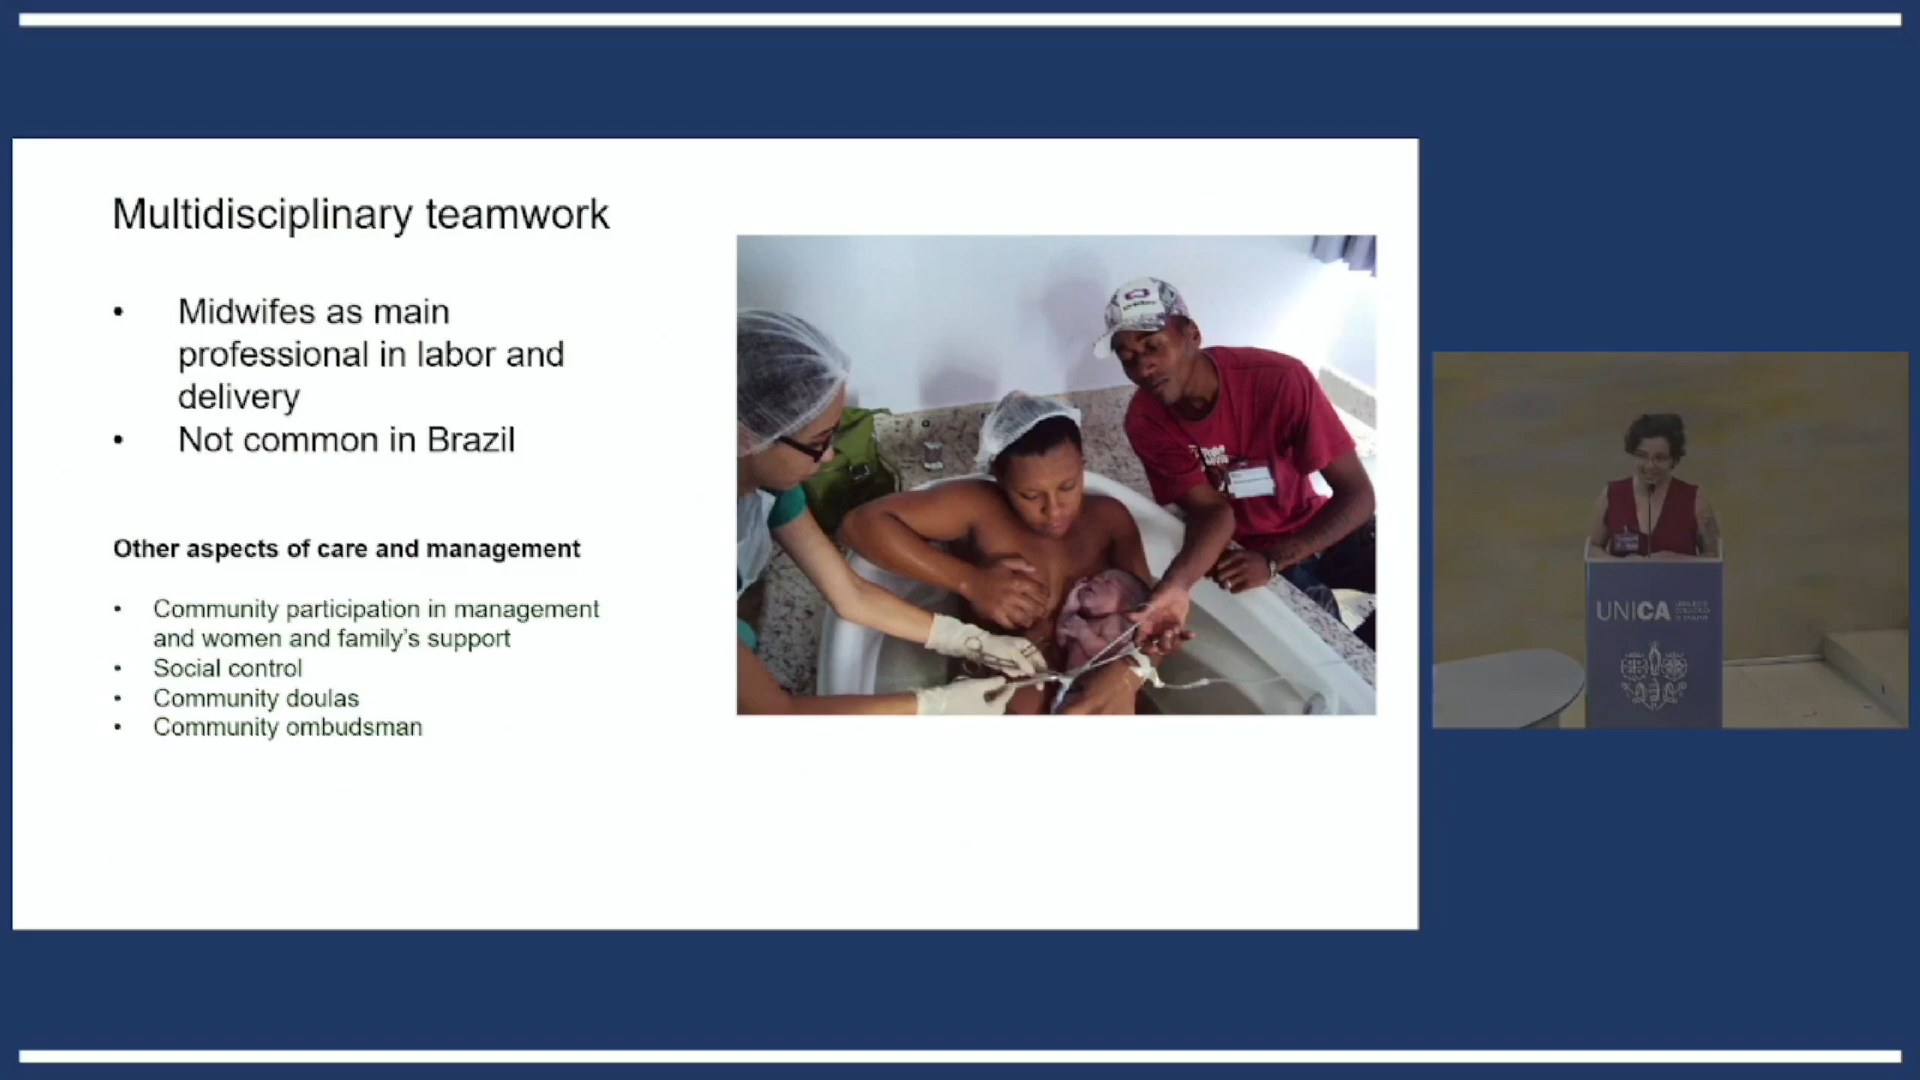 Multidisciplinary teamwork
• Midwifes as main
professional in labor and
delivery
• Not common in Brazil
Other aspects of care and management
• Community participation in management
and women and family's support
• Social control
• Community doulas
• Community ombudsman
UNICA